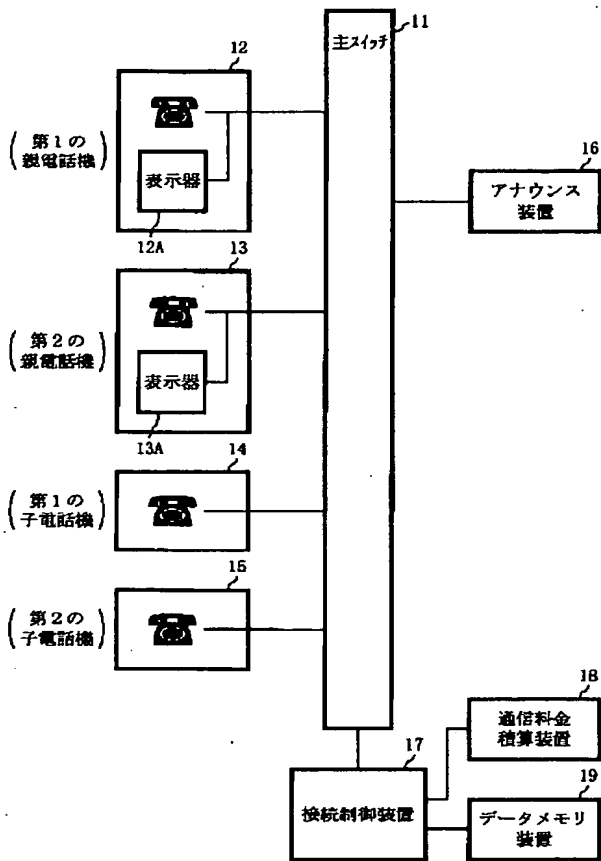 11
主スイッチ
12
(第1の
親電話機)
表示器
12A
16
アナウンス
装置
13
(第2の
親電話機)
表示器
13A
14
(第1の
子電話機)
15
(第2の
子電話機)
17
接続制御装置
18
通信料金
積算装置
19
データメモリ
装置